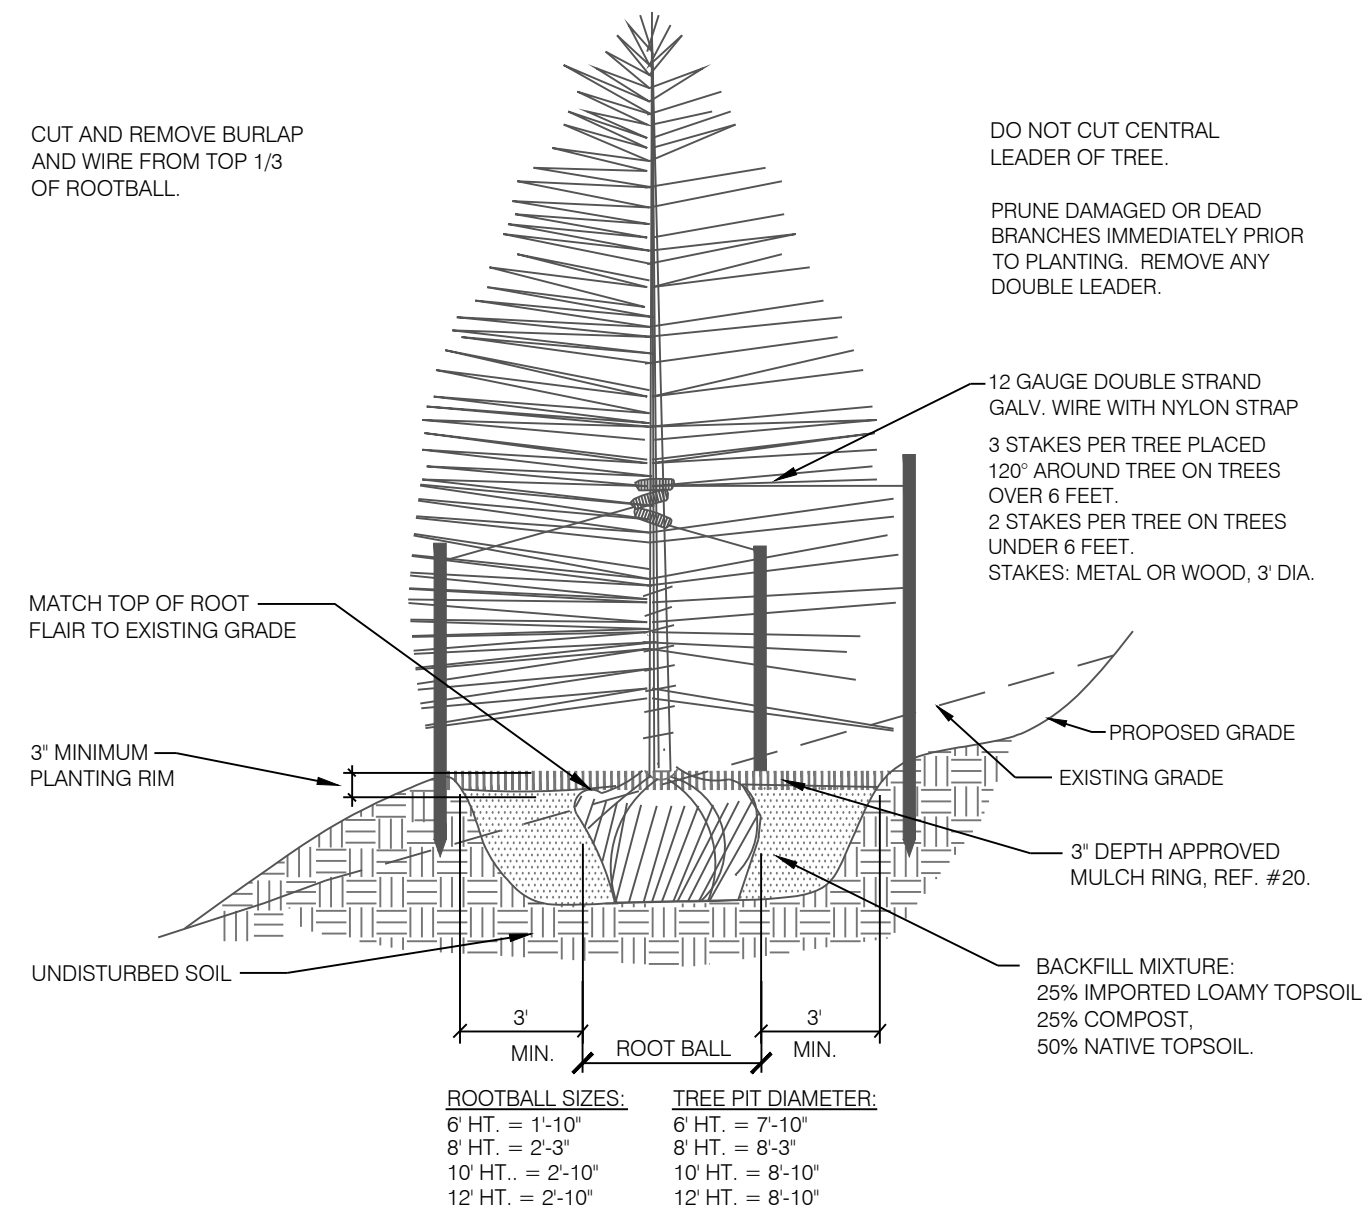 CUT AND REMOVE BURLAP
AND WIRE FROM TOP 1/3
OF ROOTBALL.
DO NOT CUT CENTRAL
LEADER OF TREE.
PRUNE DAMAGED OR DEAD
BRANCHES IMMEDIATELY PRIOR
TO PLANTING. REMOVE ANY
DOUBLE LEADER.
12 GAUGE DOUBLE STRAND
GALV. WIRE WITH NYLON STRAP
3 STAKES PER TREE PLACED
120° AROUND TREE ON TREES
OVER 6 FEET.
2 STAKES PER TREE ON TREES
UNDER 6 FEET.
STAKES: METAL OR WOOD, 3' DIA.
MATCH TOP OF ROOT
FLAIR TO EXISTING GRADE
3" MINIMUM
PLANTING RIM
PROPOSED GRADE
EXISTING GRADE
3" DEPTH APPROVED
MULCH RING, REF. #20.
UNDISTURBED SOIL
BACKFILL MIXTURE:
25% IMPORTED LOAMY TOPSOIL
25% COMPOST,
50% NATIVE TOPSOIL.
3'
MIN.
ROOT BALL
3'
MIN.
ROOTBALL SIZES:
6' HT. = 1'-10"
8' HT. = 2'-3"
10' HT.. = 2'-10"
12' HT. = 2'-10"
TREE PIT DIAMETER:
6' HT. = 7'-10"
8' HT. = 8'-3"
10' HT. = 8'-10"
12' HT. = 8'-10"